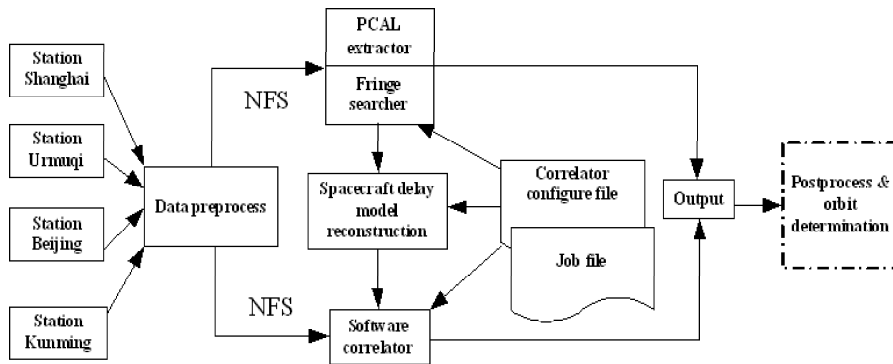 Station
Shanghai
Station
Urmuqi
Station
Beijing
Station
Kunming
Data preprocess
NFS
NFS
PCAL
extractor
Fringe
searcher
Spacecraft delay
model
reconstruction
Software
correlator
Correlator
configure file
Job file
Output
Postprocess &
orbit
determination